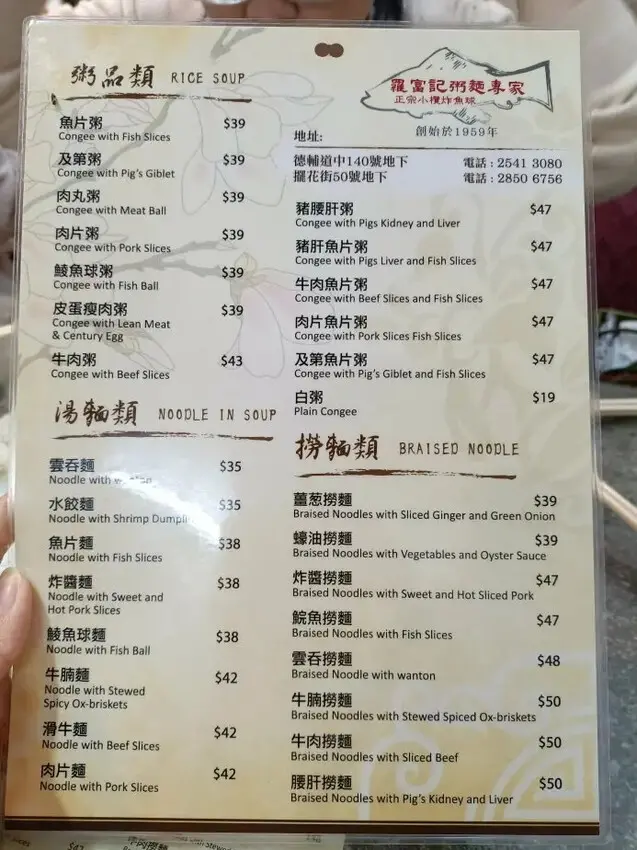 粥品類 RICE SOUP
魚片粥 $39
Congee with Fish Slices
及第粥 $39
Congee with Pig's Giblet
肉丸粥 $39
Congee with Meat Ball
肉片粥 $39
Congee with Pork Slices
鯪魚球粥 $39
Congee with Fish Ball
皮蛋瘦肉粥 $39
Congee with Lean Meat
& Century Egg
牛肉粥 $43
Congee with Beef Slices
湯麵類 NOODLE IN SOUP
雲吞麵 $35
Noodle with
水餃麵 $35
Noodle with Shrimp Dumpli
魚片麵 $38
Noodle with Fish Slices
炸醬麵 $38
Noodle with Sweet and
Hot Pork Slices
鯪魚球麵 $38
Noodle with Fish Ball
牛腩麵 $42
Noodle with Stewed
Spicy Ox-briskets
滑牛麵 $42
Noodle with Beef Slices
肉片麵 $42
Noodle with Pork Slices
羅富記粥麵專家
正宗小欖炸魚球
創始於1959年
地址:
德輔道中140號地下 電話 : 2541 3080
擺花街50號地下 電話 : 2850 6756
豬腰肝粥 $47
Congee with Pigs Kidney and Liver
豬肝魚片粥 $47
Congee with Pigs Liver and Fish Slices
牛肉魚片粥 $47
Congee with Beef Slices and Fish Slices
肉片魚片粥 $47
Congee with Pork Slices Fish Slices
及第魚片粥 $47
Congee with Pig's Giblet and Fish Slices
白粥 $19
Plain Congee
撈麵類 BRAISED NOODLE
薑葱撈麵 $39
Braised Noodles with Sliced Ginger and Green Onion
蠔油撈麵 $39
Braised Noodles with Vegetables and Oyster Sauce
炸醬撈麵 $47
Braised Noodles with Sweet and Hot Sliced Pork
鯇魚撈麵 $47
Braised Noodles with Fish Slices
雲吞撈麵 $48
Braised Noodle with wanton
牛腩撈麵 $50
Braised Noodles with Stewed Spiced Ox-briskets
牛肉撈麵 $50
Braised Noodles with Sliced Beef
腰肝撈麵 $50
Braised Noodles with Pig's Kidney and Liver